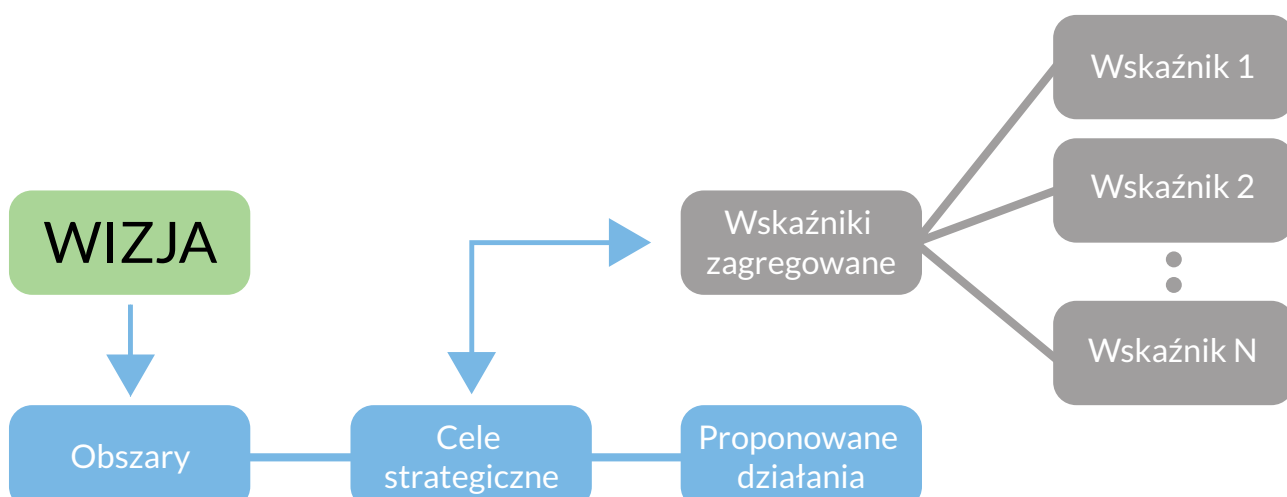 Wskaźnik 1
Wskaźnik 2
WIZJA
Wskaźniki
zagregowane
Wskaźnik N
Obszary
Cele
strategiczne
Proponowane
działania